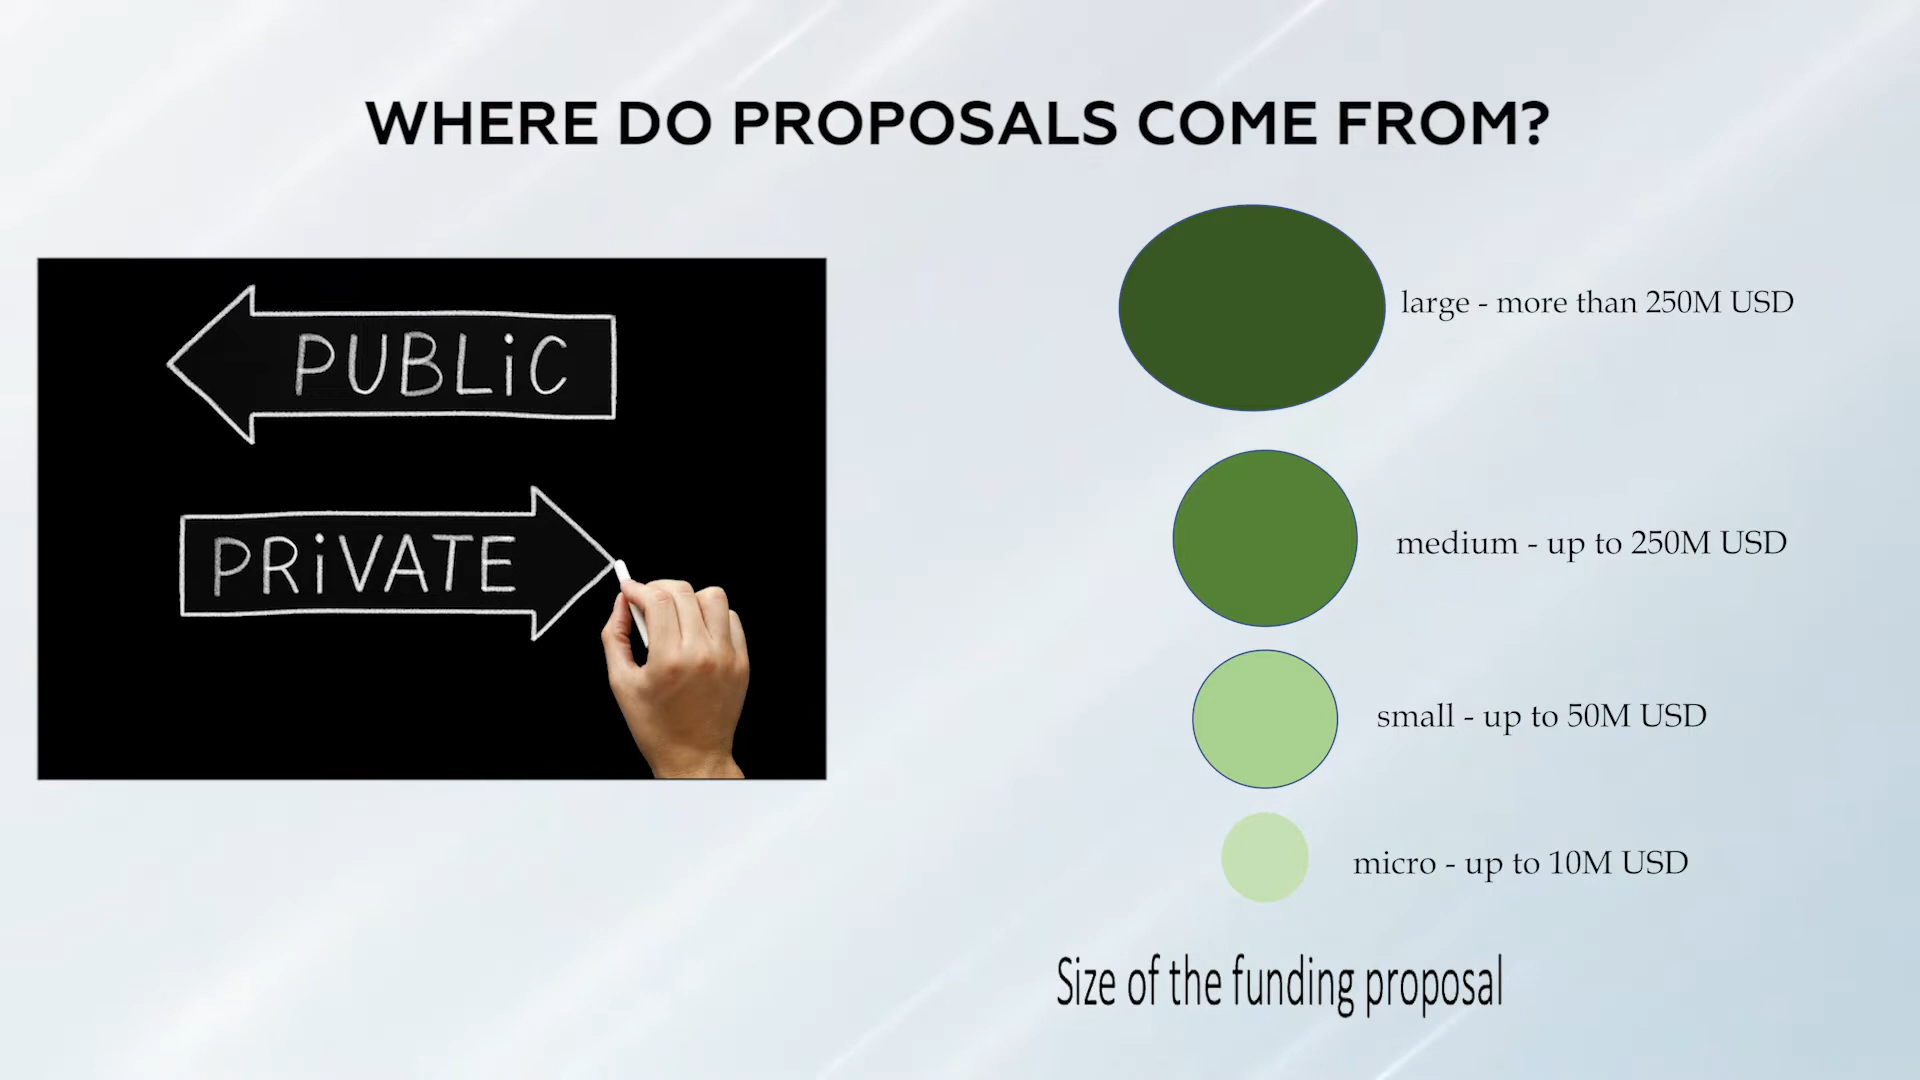 WHERE DO PROPOSALS COME FROM?
PUBLiC
PRiVATE
large - more than 250M USD
medium - up to 250M USD
small - up to 50M USD
micro - up to 10M USD
Size of the funding proposal